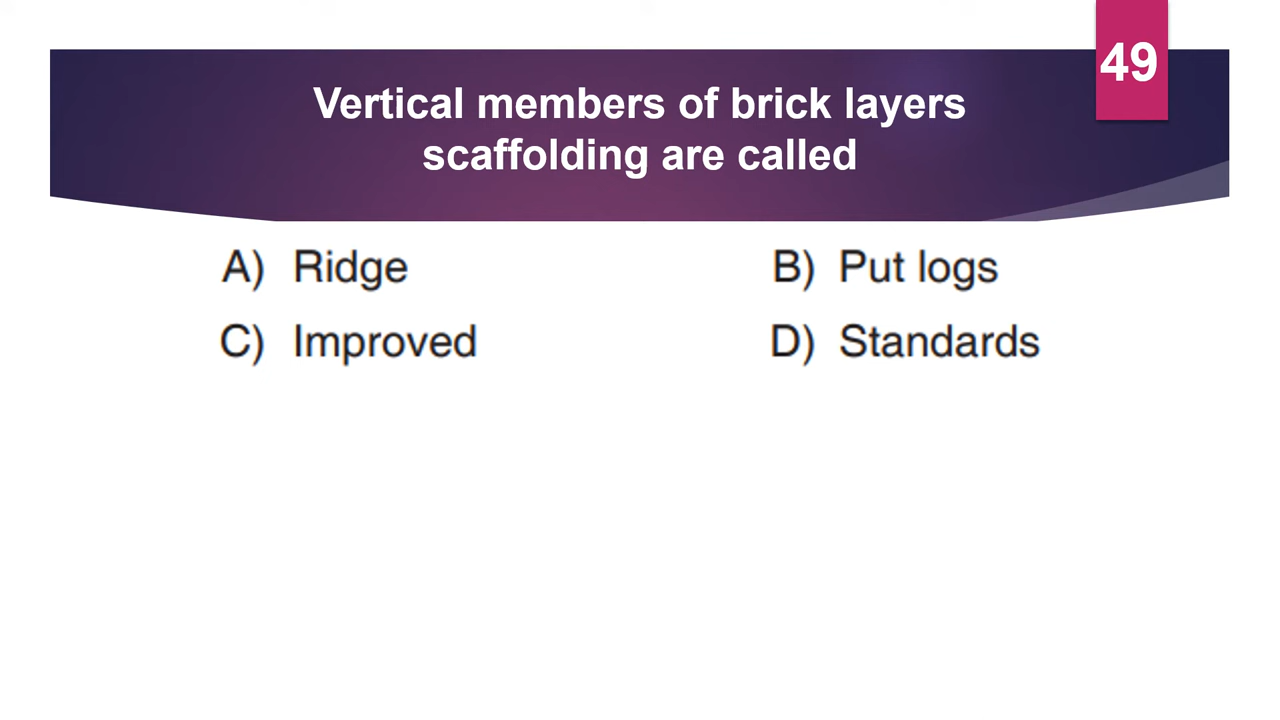 49
Vertical members of brick layers
scaffolding are called
A) Ridge
B) Put logs
C) Improved
D) Standards